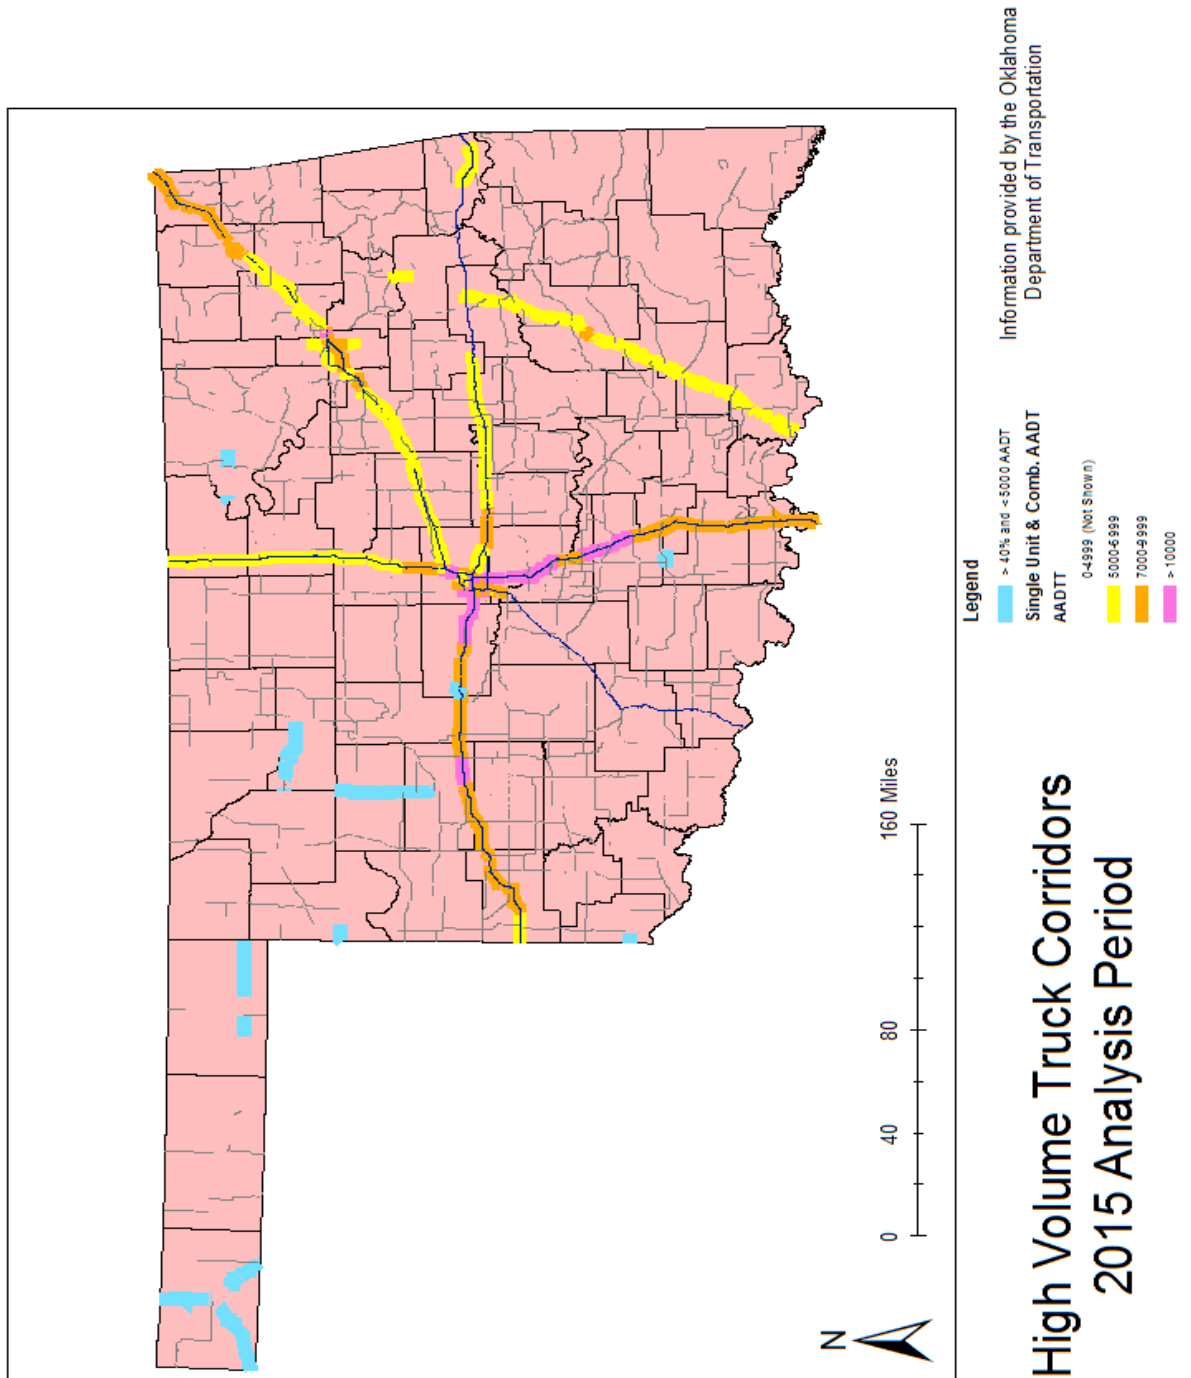 Information provided by the Oklahoma
Department of Transportation
Legend
> 40% and <5000 AADT
Single Unit & Comb. AADT
AADTT
0-4999 (Not Shown)
5000-6999
7000-9999
> 10000
0 40 80 160 Miles
N
High Volume Truck Corridors
2015 Analysis Period